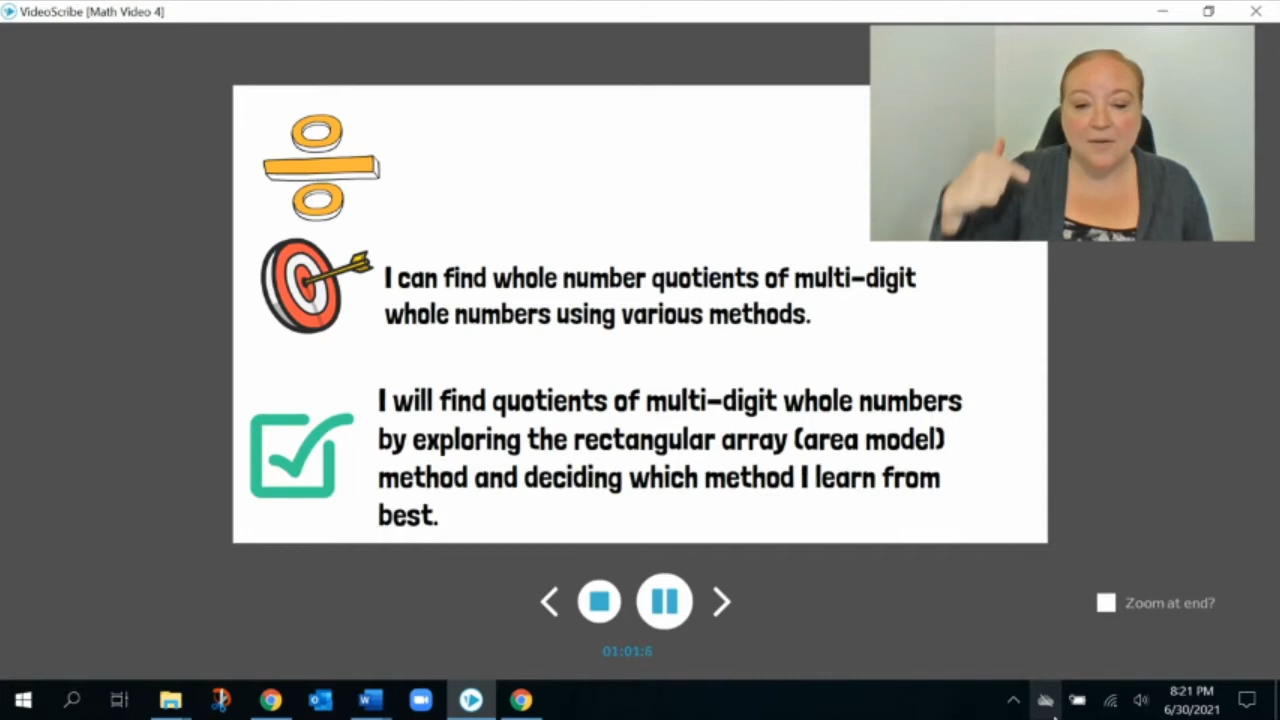 VideoScribe [Math Video 4]
I can find whole number quotients of multi-digit
whole numbers using various methods.
I will find quotients of multi-digit whole numbers
by exploring the rectangular array (area model)
method and deciding which method I learn from
best.
Zoom at end?
01:01:6
8:21 PM
6/30/2021